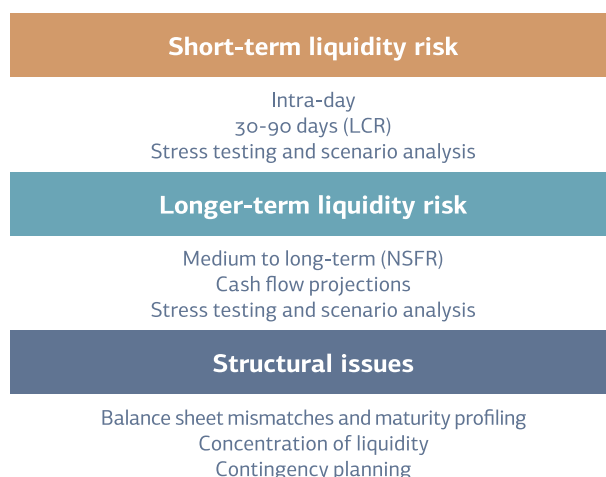 Short-term liquidity risk
Intra-day
30-90 days (LCR)
Stress testing and scenario analysis
Longer-term liquidity risk
Medium to long-term (NSFR)
Cash flow projections
Stress testing and scenario analysis
Structural issues
Balance sheet mismatches and maturity profiling
Concentration of liquidity
Contingency planning